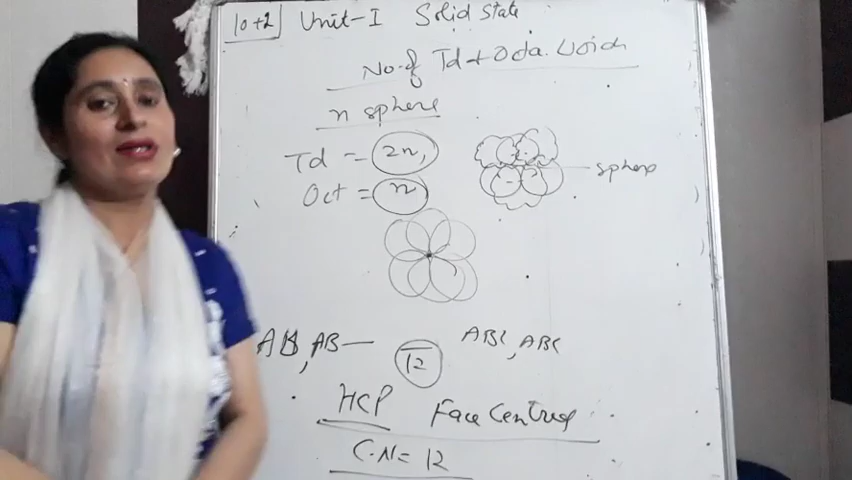 10+2 Unit-I Solid State
No. of Td + Octa. Voids
n sphere
Td = 2n,
Oct = n
sphere
AB, AB— 12 ABC, ABC
HCP Face Centred
C.N = 12